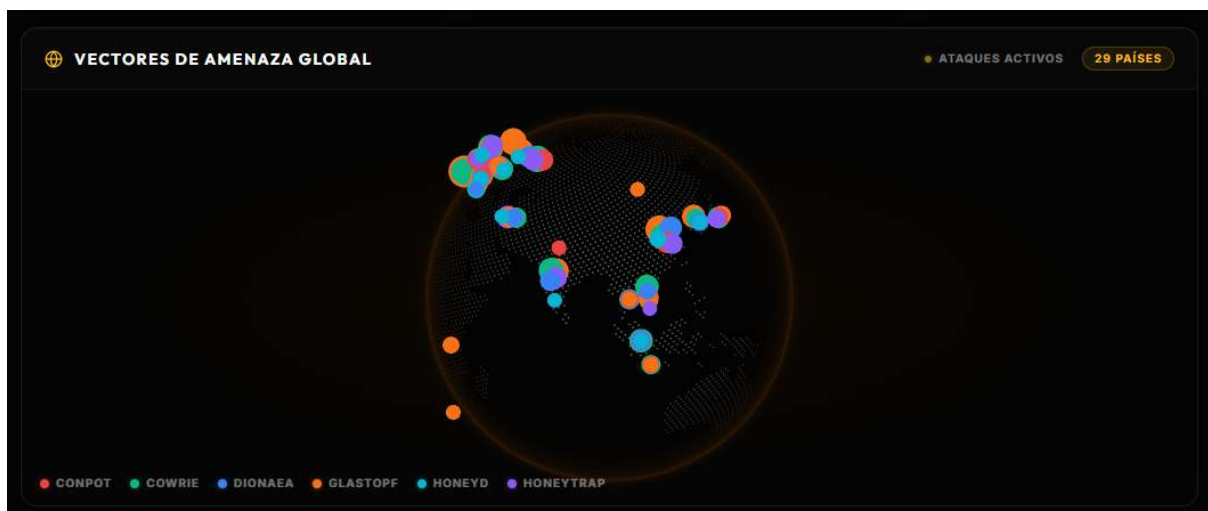 VECTORES DE AMENAZA GLOBAL
ATAQUES ACTIVOS
29 PAÍSES
CONPOT COWRIE DIONAEA GLASTOPF HONEYD HONEYTRAP